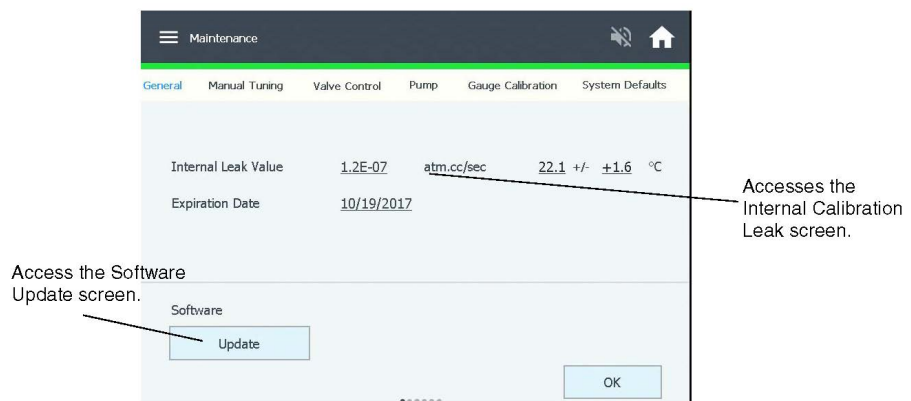 Maintenance
General Manual Tuning Valve Control Pump Gauge Calibration System Defaults
Internal Leak Value 1.2E-07 atm.cc/sec 22.1 +/- +1.6 °C
Expiration Date 10/19/2017
Accesses the
Internal Calibration
Leak screen.
Access the Software
Update screen.
Software
Update
OK